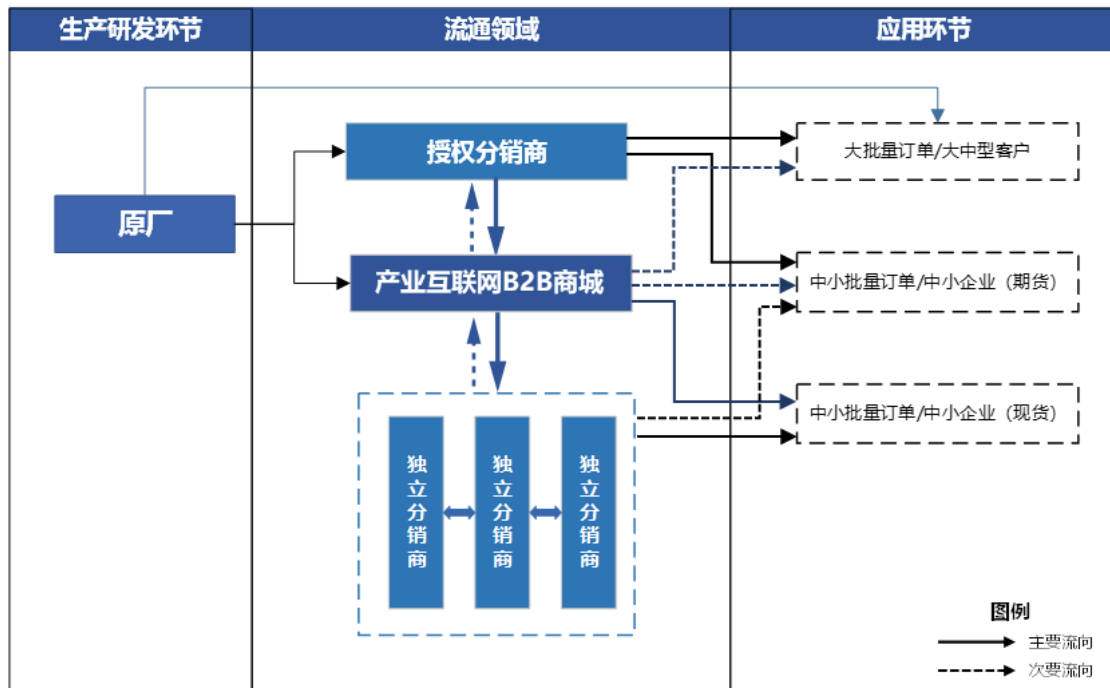 生产研发环节
流通领域
应用环节
授权分销商
大批量订单/大中型客户
原厂
产业互联网B2B商城
中小批量订单/中小企业（期货）
中小批量订单/中小企业（现货）
独立分销商
独立分销商
独立分销商
图例
主要流向
次要流向